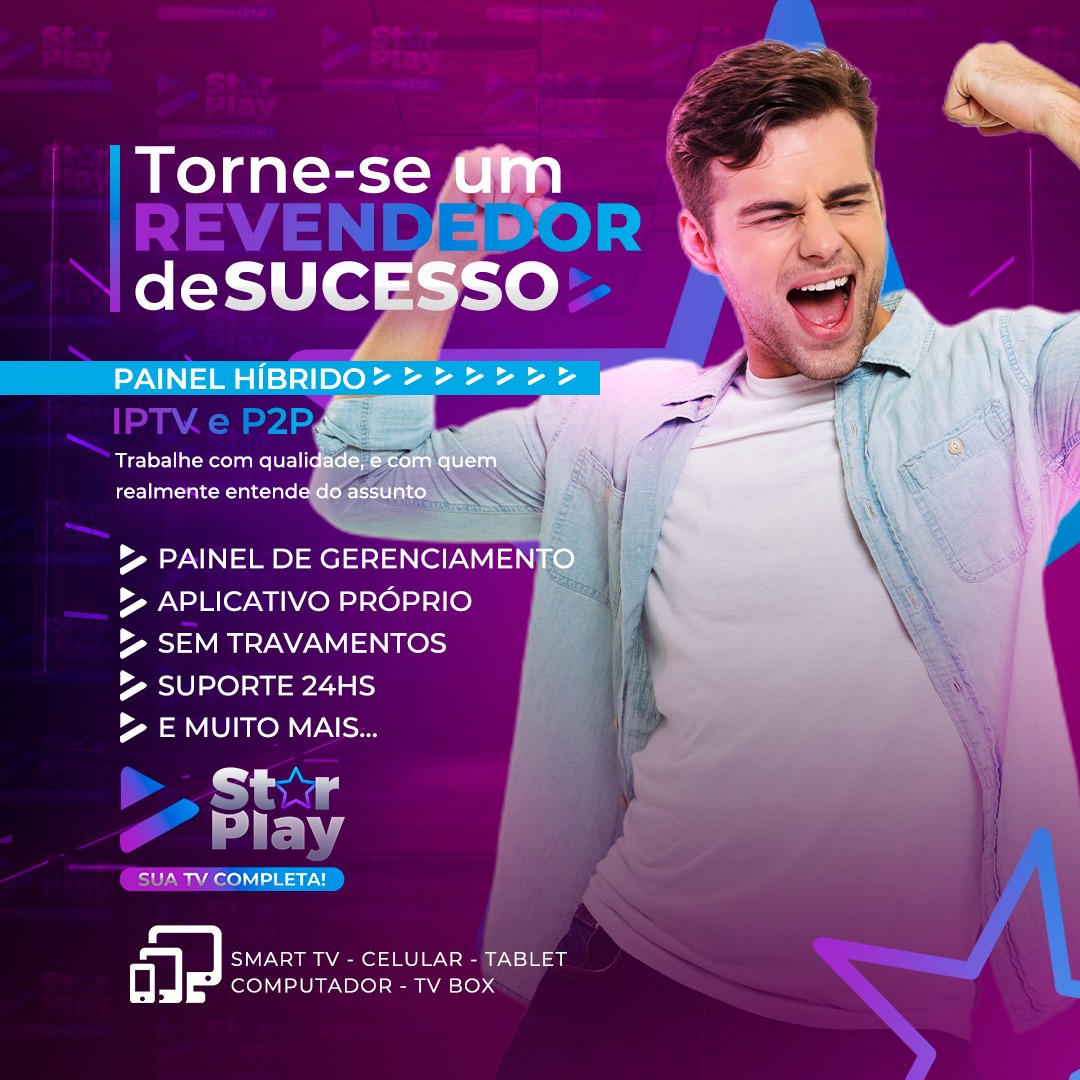 Torne-se um
REVENDEDOR
de SUCESSO
PAINEL HÍBRIDO
IPTV e P2P
Trabalhe com qualidade, e com quem
realmente entende do assunto
PAINEL DE GERENCIAMENTO
APLICATIVO PRÓPRIO
SEM TRAVAMENTOS
SUPORTE 24HS
E MUITO MAIS...
Star
Play
SUA TV COMPLETA!
SMART TV - CELULAR - TABLET
COMPUTADOR - TV BOX